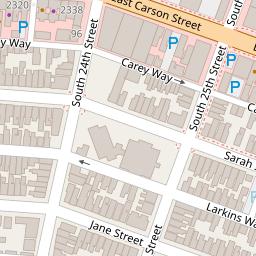 2320
2338
96
East Carson Street
P
y Way
Carey Way
South 24th Street
South 25th Street
P
P
P
Sarah
Larkins Way
Jane Street
Street